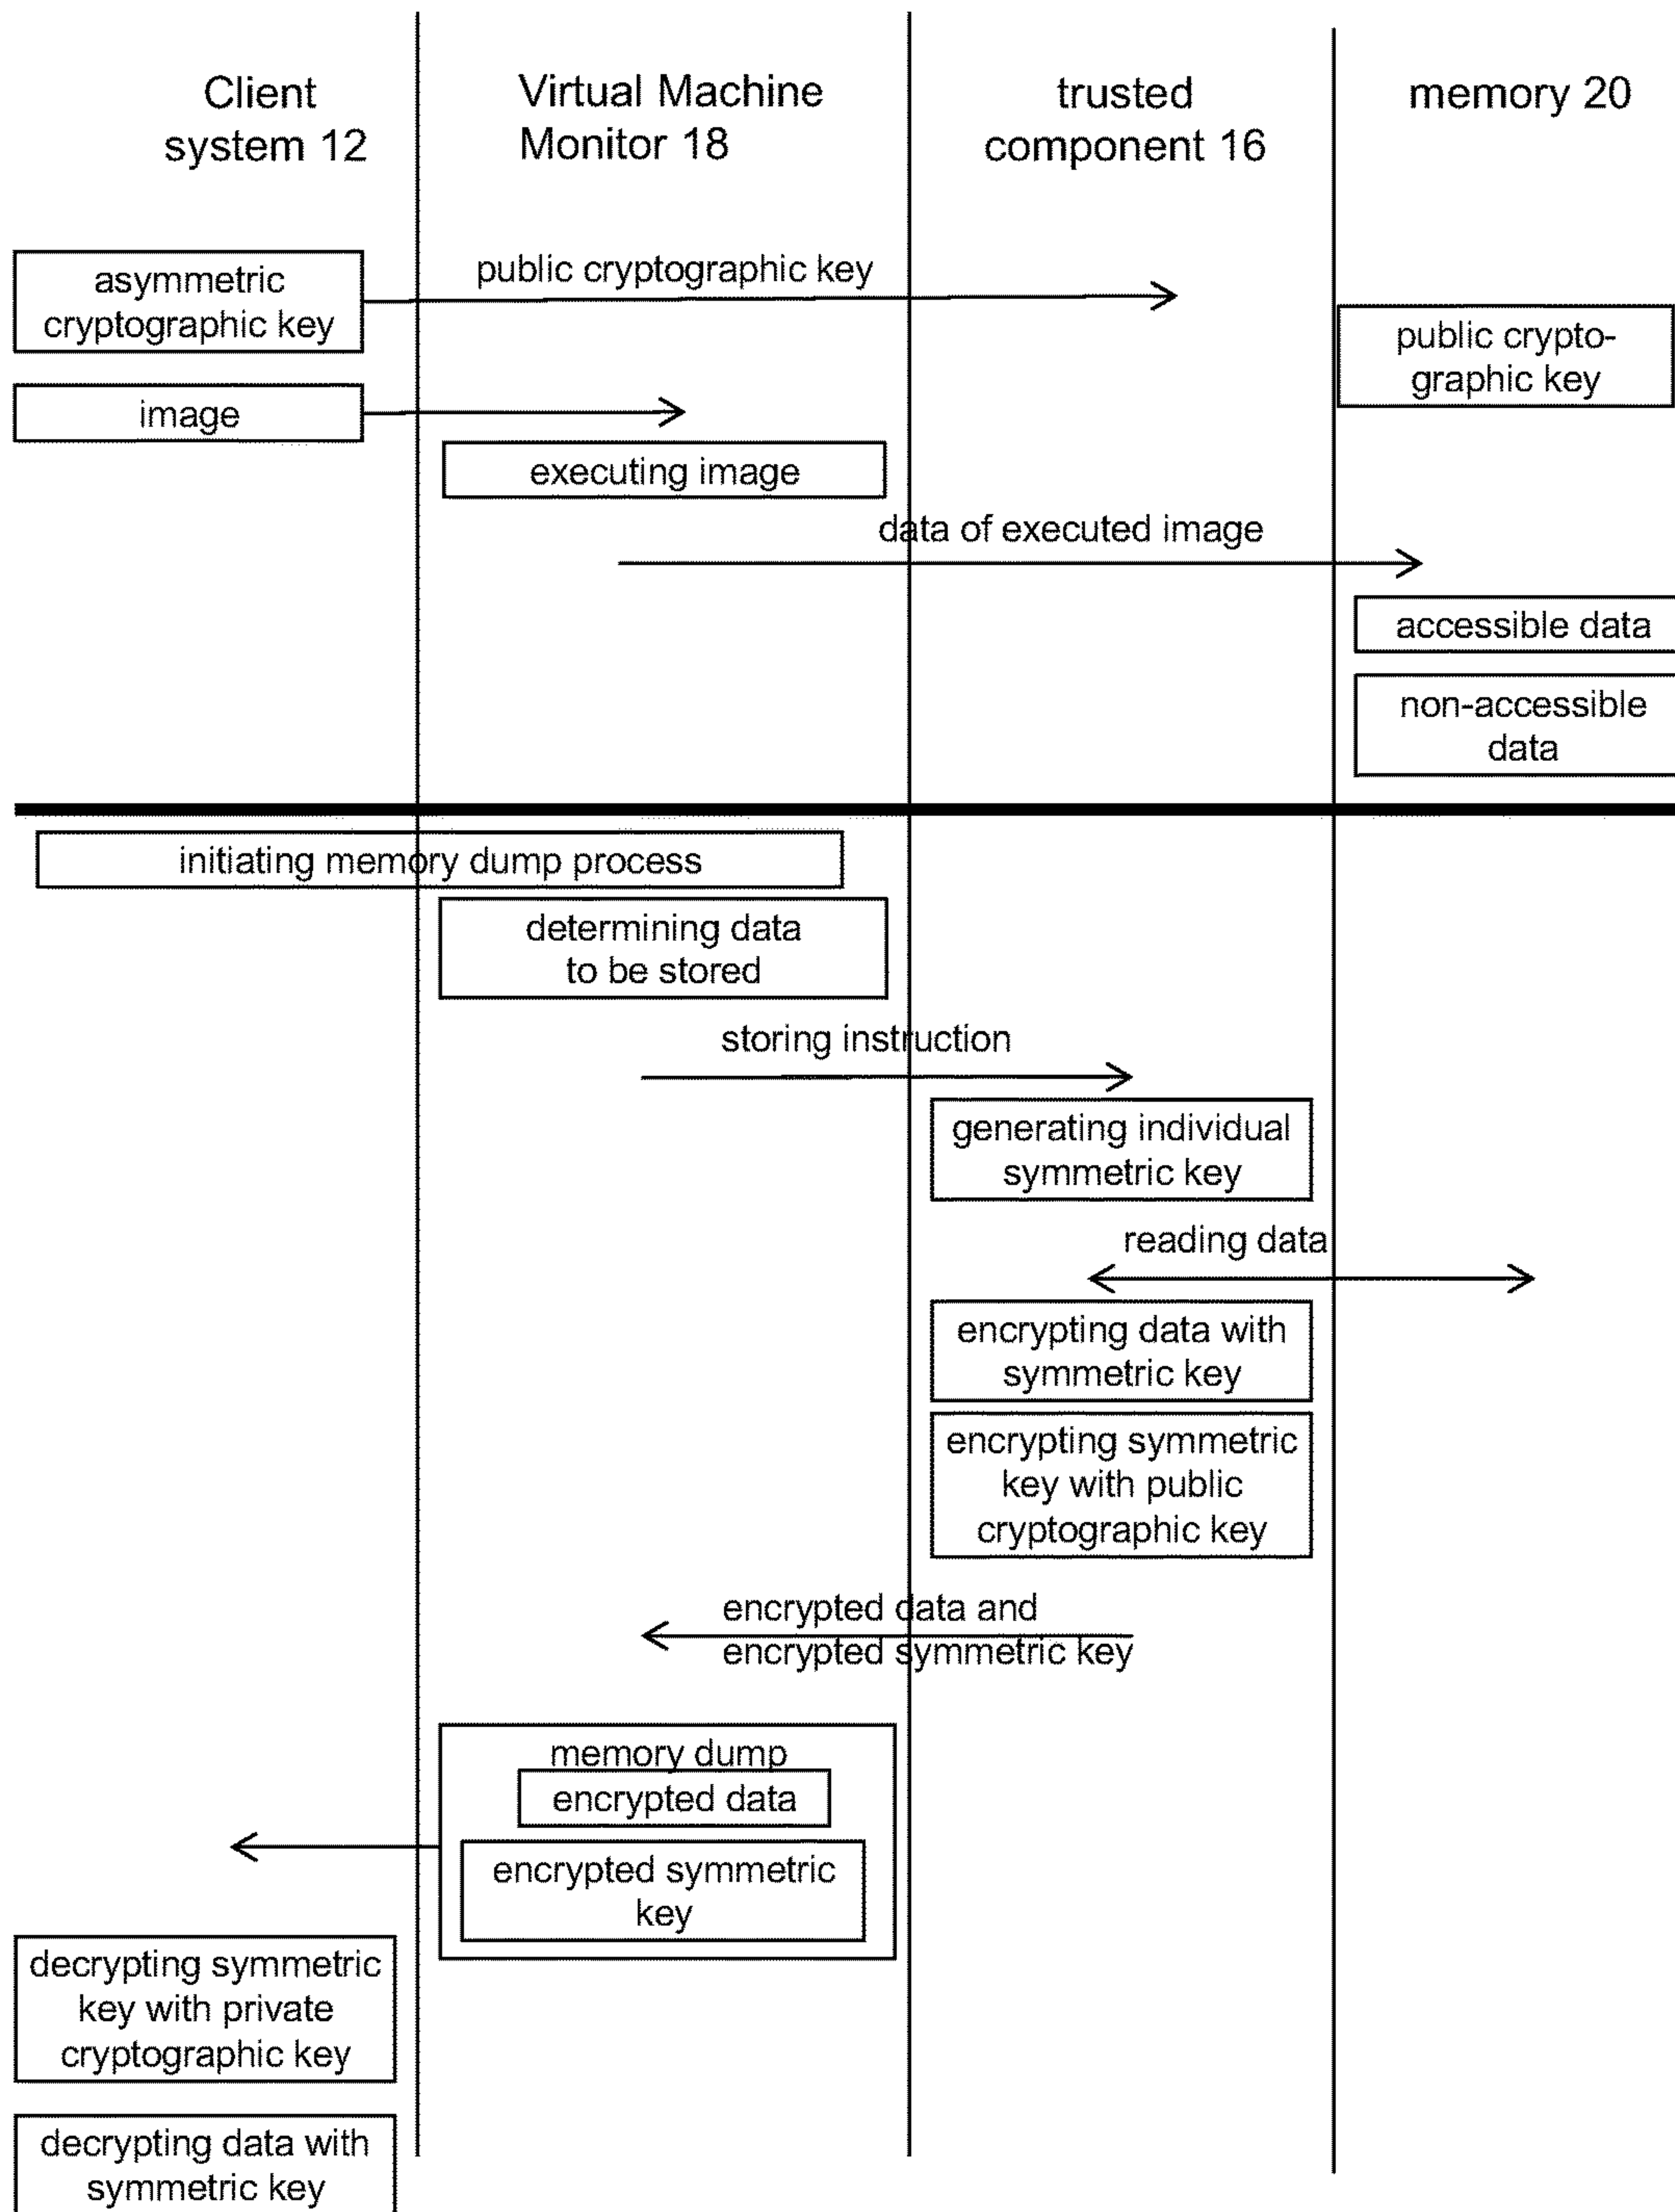 Client
system 12
Virtual Machine
Monitor 18
trusted
component 16
memory 20
asymmetric
cryptographic key
public cryptographic key
public crypto-
graphic key
image
executing image
data of executed image
accessible data
non-accessible
data
initiating memory dump process
determining data
to be stored
storing instruction
generating individual
symmetric key
reading data
encrypting data with
symmetric key
encrypting symmetric
key with public
cryptographic key
encrypted data and
encrypted symmetric key
memory dump
encrypted data
encrypted symmetric
key
decrypting symmetric
key with private
cryptographic key
decrypting data with
symmetric key